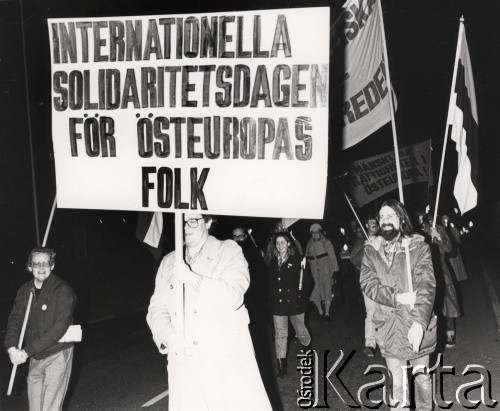 INTERNATIONELLA
SOLIDARITETSDAGEN
FÖR ÖSTEUROPAS
FOLK
Ośrodek
Karta